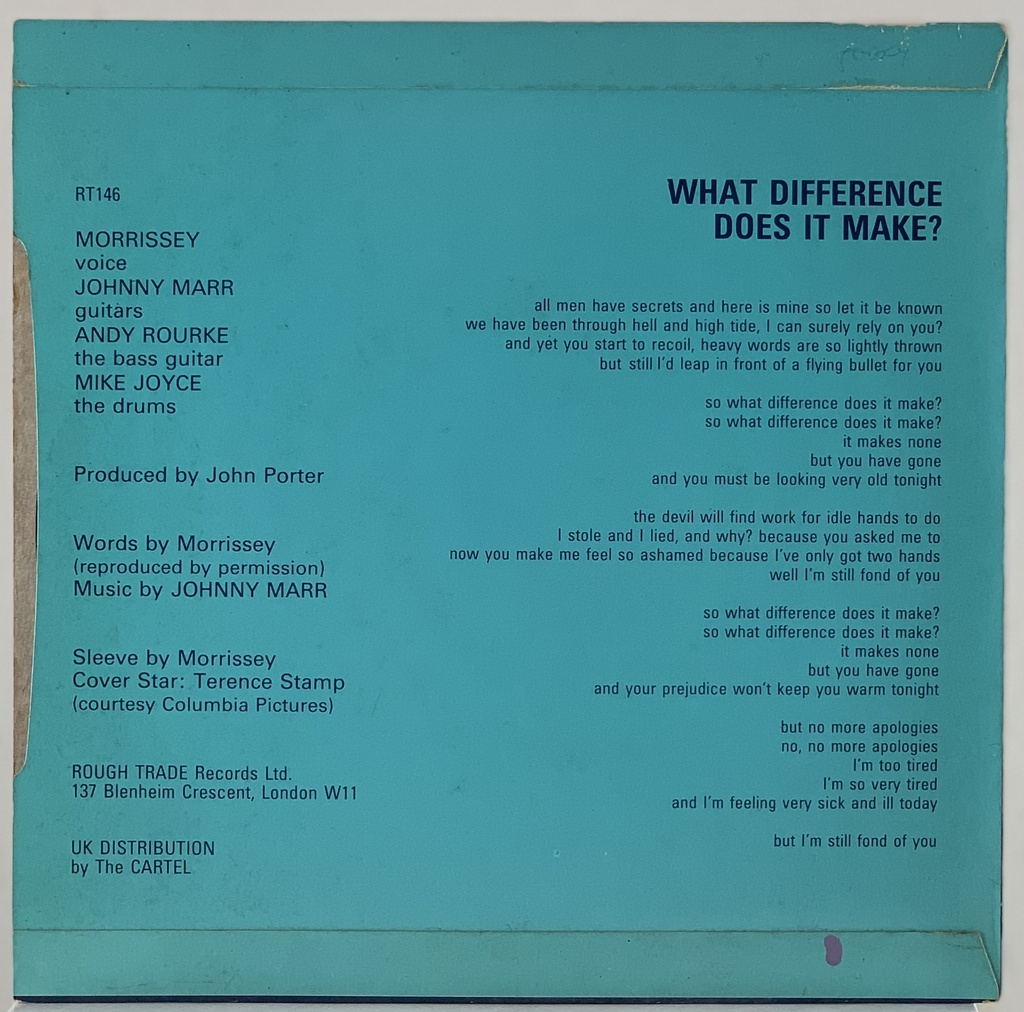 RT146
MORRISSEY
voice
JOHNNY MARR
guitars
ANDY ROURKE
the bass guitar
MIKE JOYCE
the drums
Produced by John Porter
Words by Morrissey
(reproduced by permission)
Music by JOHNNY MARR
Sleeve by Morrissey
Cover Star: Terence Stamp
(courtesy Columbia Pictures)
ROUGH TRADE Records Ltd.
137 Blenheim Crescent, London W11
UK DISTRIBUTION
by The CARTEL
WHAT DIFFERENCE
DOES IT MAKE?
all men have secrets and here is mine so let it be known
we have been through hell and high tide, I can surely rely on you?
and yet you start to recoil, heavy words are so lightly thrown
but still I'd leap in front of a flying bullet for you
so what difference does it make?
so what difference does it make?
it makes none
but you have gone
and you must be looking very old tonight
the devil will find work for idle hands to do
I stole and I lied, and why? because you asked me to
now you make me feel so ashamed because I've only got two hands
well I'm still fond of you
so what difference does it make?
so what difference does it make?
it makes none
but you have gone
and your prejudice won't keep you warm tonight
but no more apologies
no, no more apologies
I'm too tired
I'm so very tired
and I'm feeling very sick and ill today
but I'm still fond of you